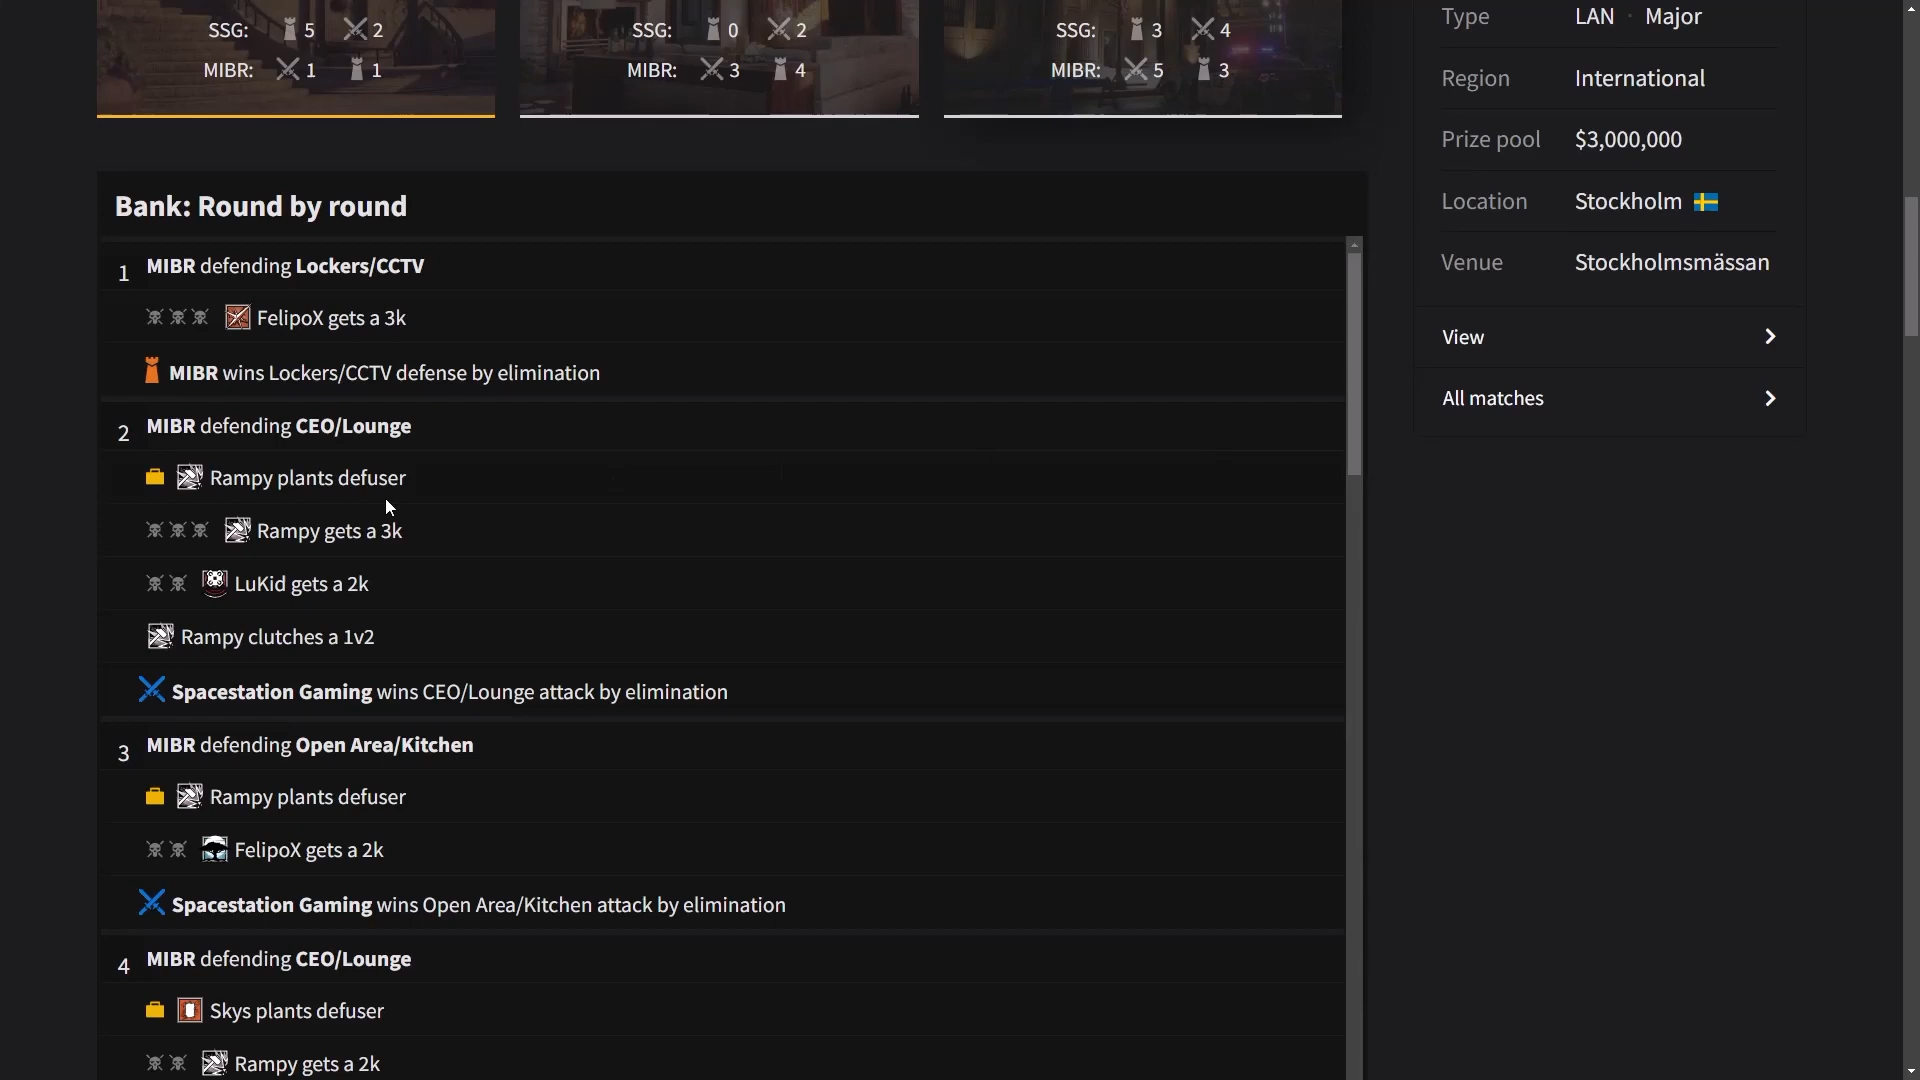 SSG: 5 2
MIBR: 1 1
SSG: 0 2
MIBR: 3 4
SSG: 3 4
MIBR: 5 3
Bank: Round by round
1 MIBR defending Lockers/CCTV
FelipoX gets a 3k
MIBR wins Lockers/CCTV defense by elimination
2 MIBR defending CEO/Lounge
Rampy plants defuser
Rampy gets a 3k
LuKid gets a 2k
Rampy clutches a 1v2
Spacestation Gaming wins CEO/Lounge attack by elimination
3 MIBR defending Open Area/Kitchen
Rampy plants defuser
FelipoX gets a 2k
Spacestation Gaming wins Open Area/Kitchen attack by elimination
4 MIBR defending CEO/Lounge
Skys plants defuser
Rampy gets a 2k
Type LAN · Major
Region International
Prize pool $3,000,000
Location Stockholm
Venue Stockholmsmässan
View
All matches